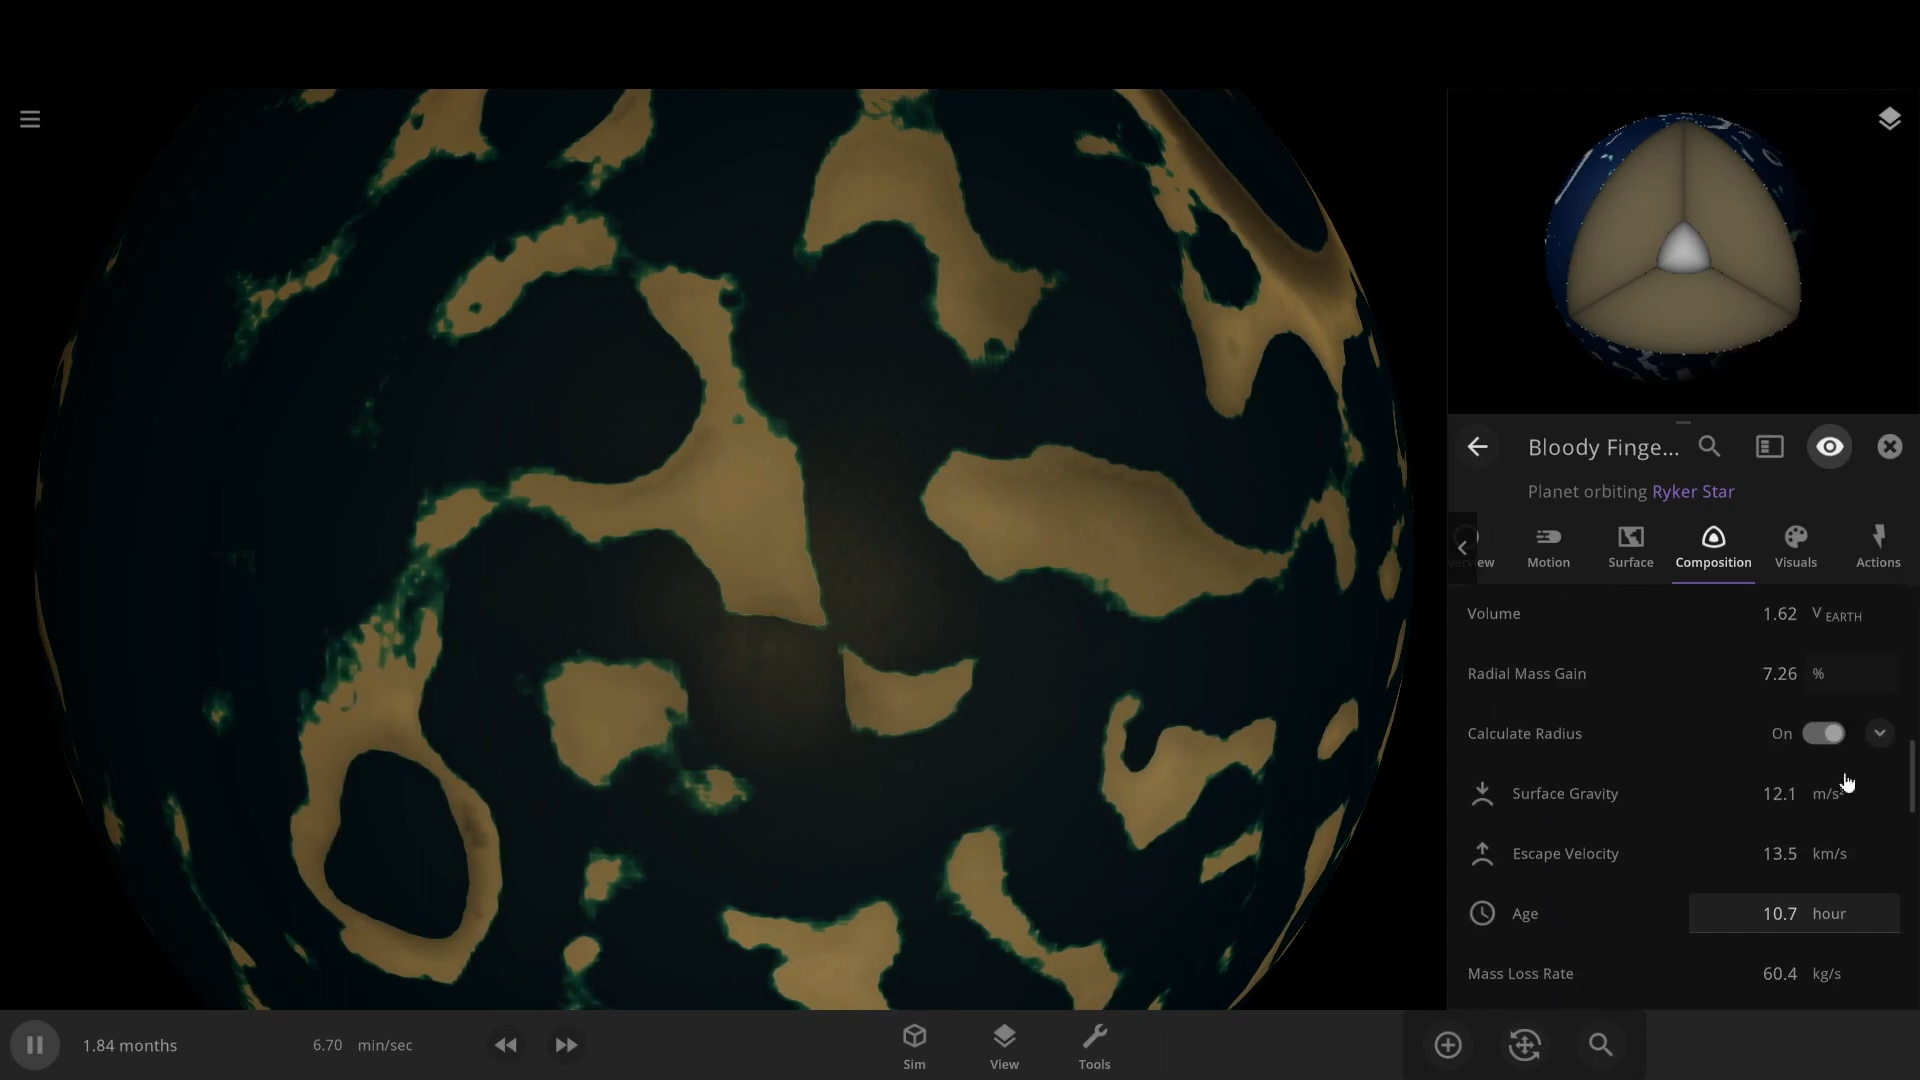 Bloody Finge...
Planet orbiting Ryker Star
Motion
Surface
Composition
Visuals
Actions
Volume 1.62 V EARTH
Radial Mass Gain 7.26 %
Calculate Radius On
Surface Gravity 12.1 m/s²
Escape Velocity 13.5 km/s
Age 10.7 hour
Mass Loss Rate 60.4 kg/s
1.84 months 6.70 min/sec
Sim
View
Tools